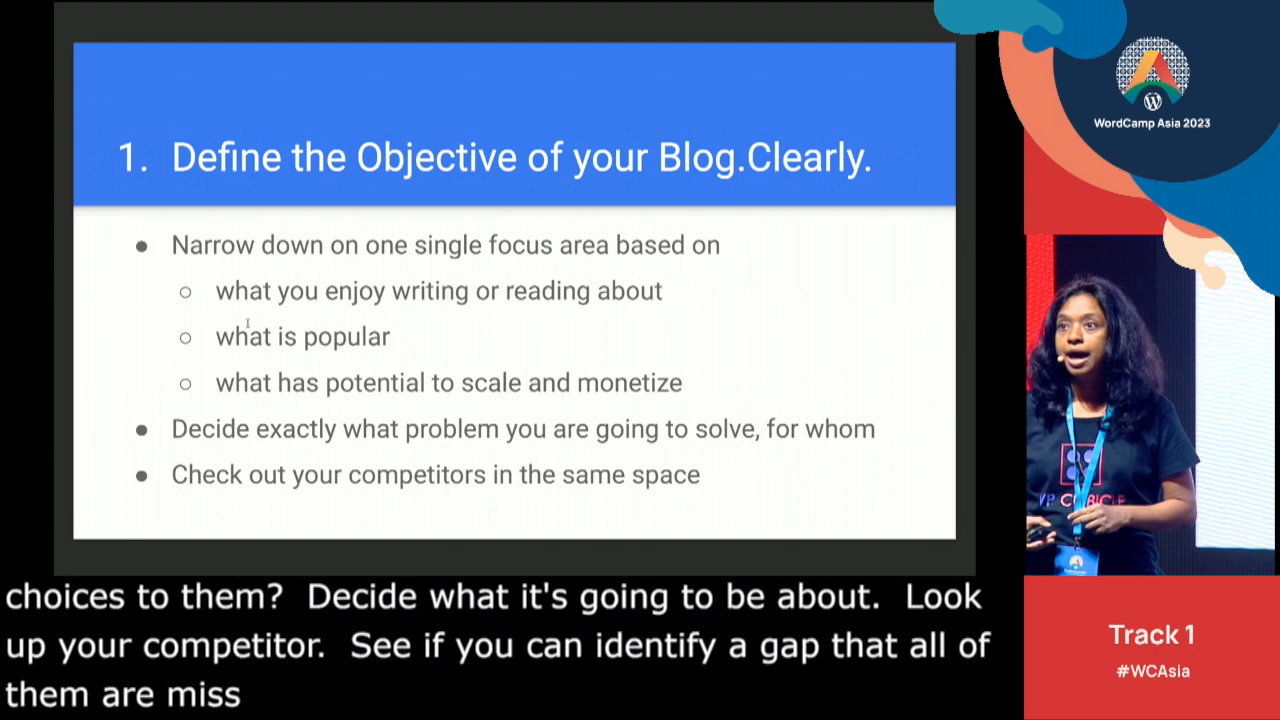 1. Define the Objective of your Blog.Clearly.
● Narrow down on one single focus area based on
○ what you enjoy writing or reading about
○ what is popular
○ what has potential to scale and monetize
● Decide exactly what problem you are going to solve, for whom
● Check out your competitors in the same space
choices to them?  Decide what it's going to be about.  Look
up your competitor.  See if you can identify a gap that all of
them are miss
WordCamp Asia 2023
Track 1
#WCAsia